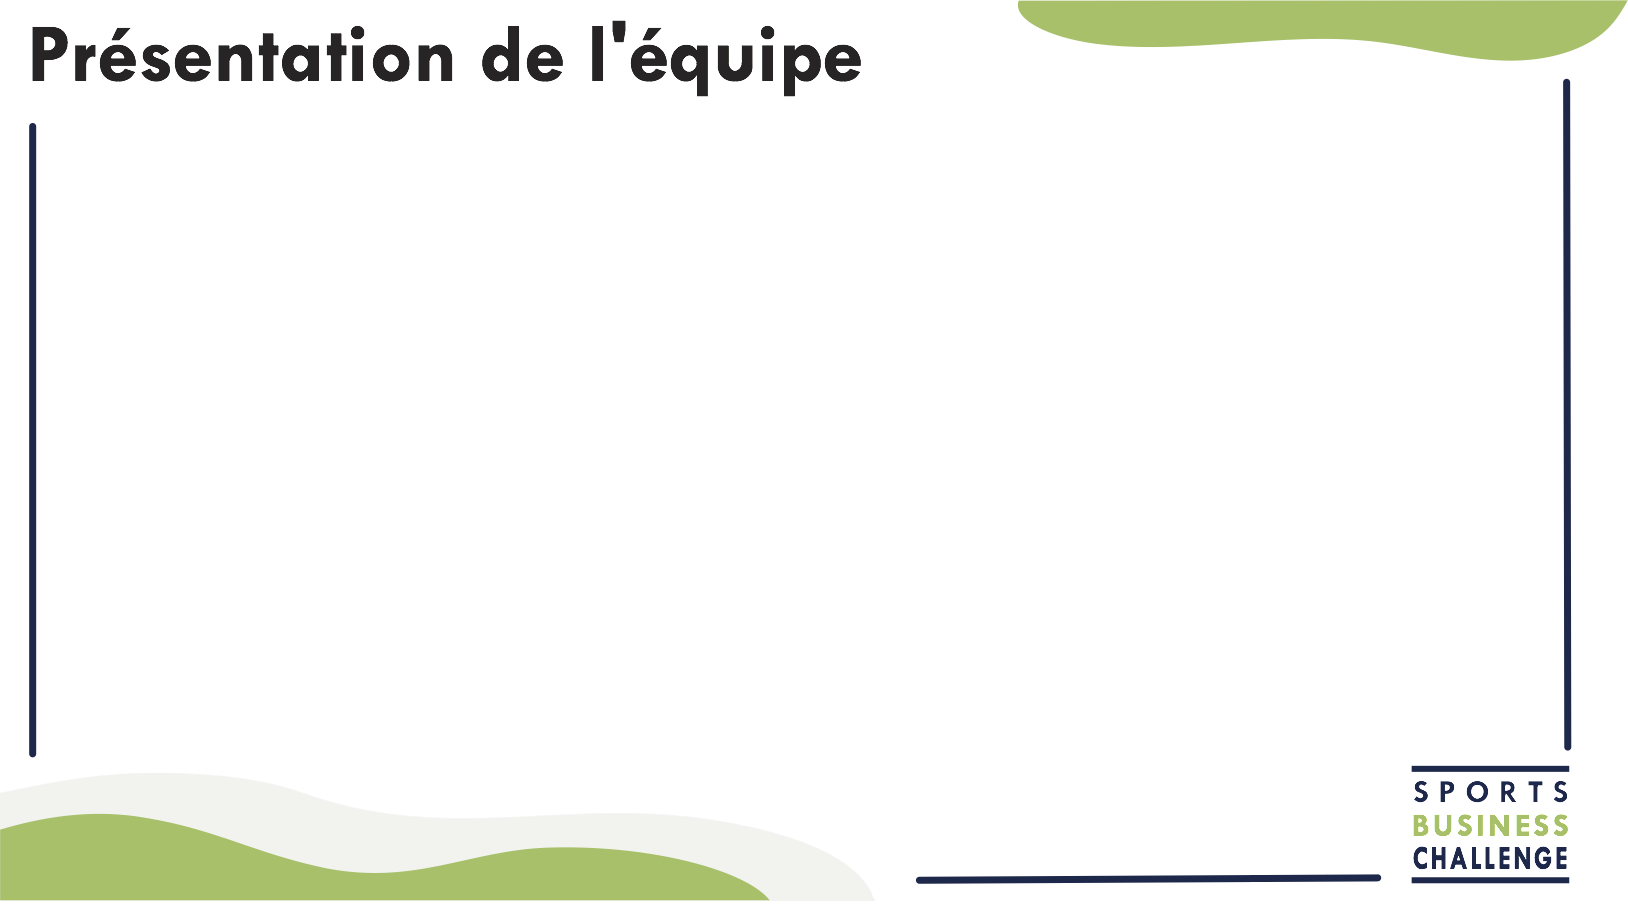 Présentation de l'équipe
SPORTS
BUSINESS
CHALLENGE